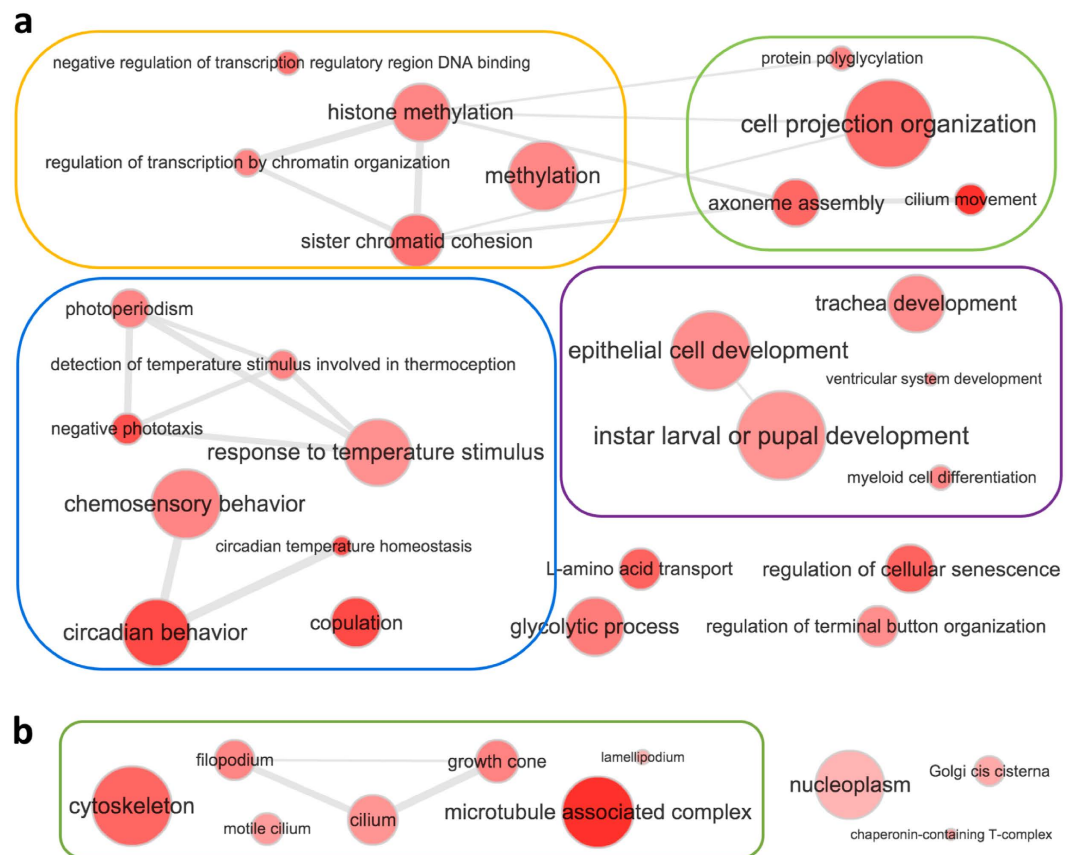 a
negative regulation of transcription regulatory region DNA binding
histone methylation
regulation of transcription by chromatin organization
methylation
sister chromatid cohesion
protein polyglycylation
cell projection organization
axoneme assembly
cilium movement
photoperiodism
detection of temperature stimulus involved in thermoception
negative phototaxis
response to temperature stimulus
chemosensory behavior
circadian temperature homeostasis
circadian behavior
copulation
trachea development
epithelial cell development
ventricular system development
instar larval or pupal development
myeloid cell differentiation
L-amino acid transport
regulation of cellular senescence
glycolytic process
regulation of terminal button organization
b
filopodium
growth cone
lamellipodium
cytoskeleton
motile cilium
cilium
microtubule associated complex
nucleoplasm
Golgi cis cisterna
chaperonin-containing T-complex